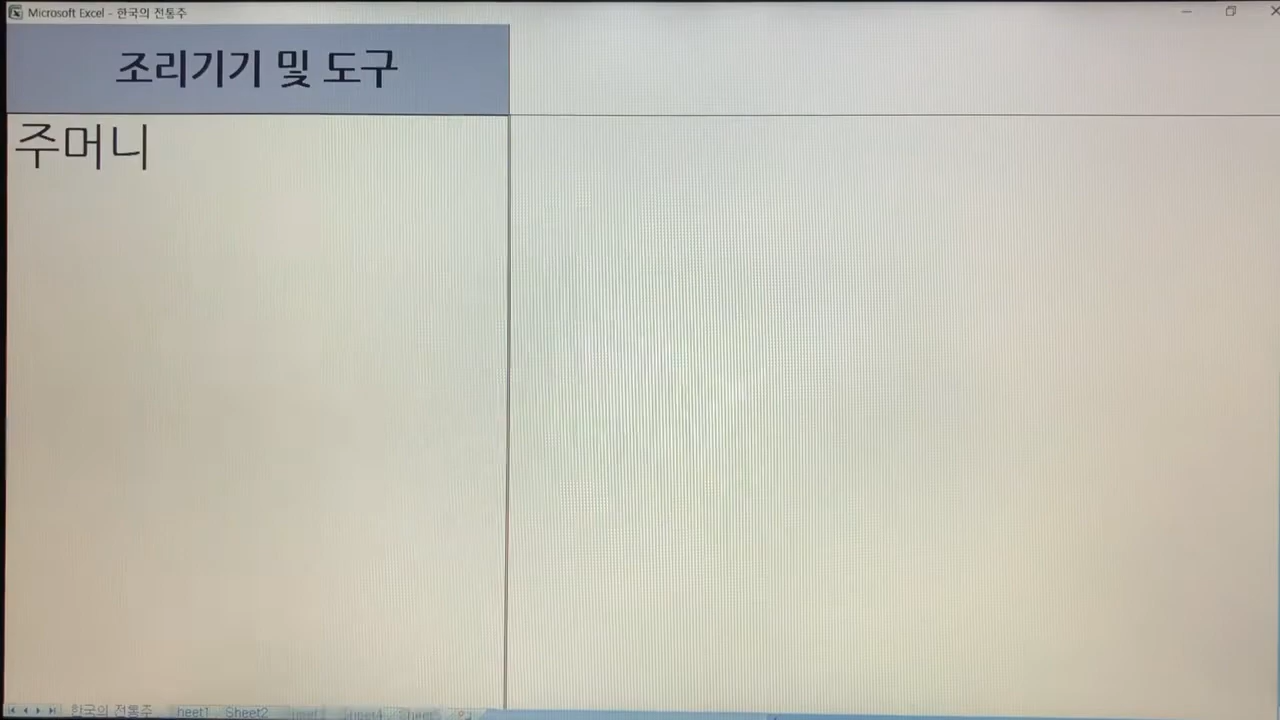 Microsoft Excel - 한국의 전통주
조리기기 및 도구
주머니
한국의 전통주 heet1 Sheet2